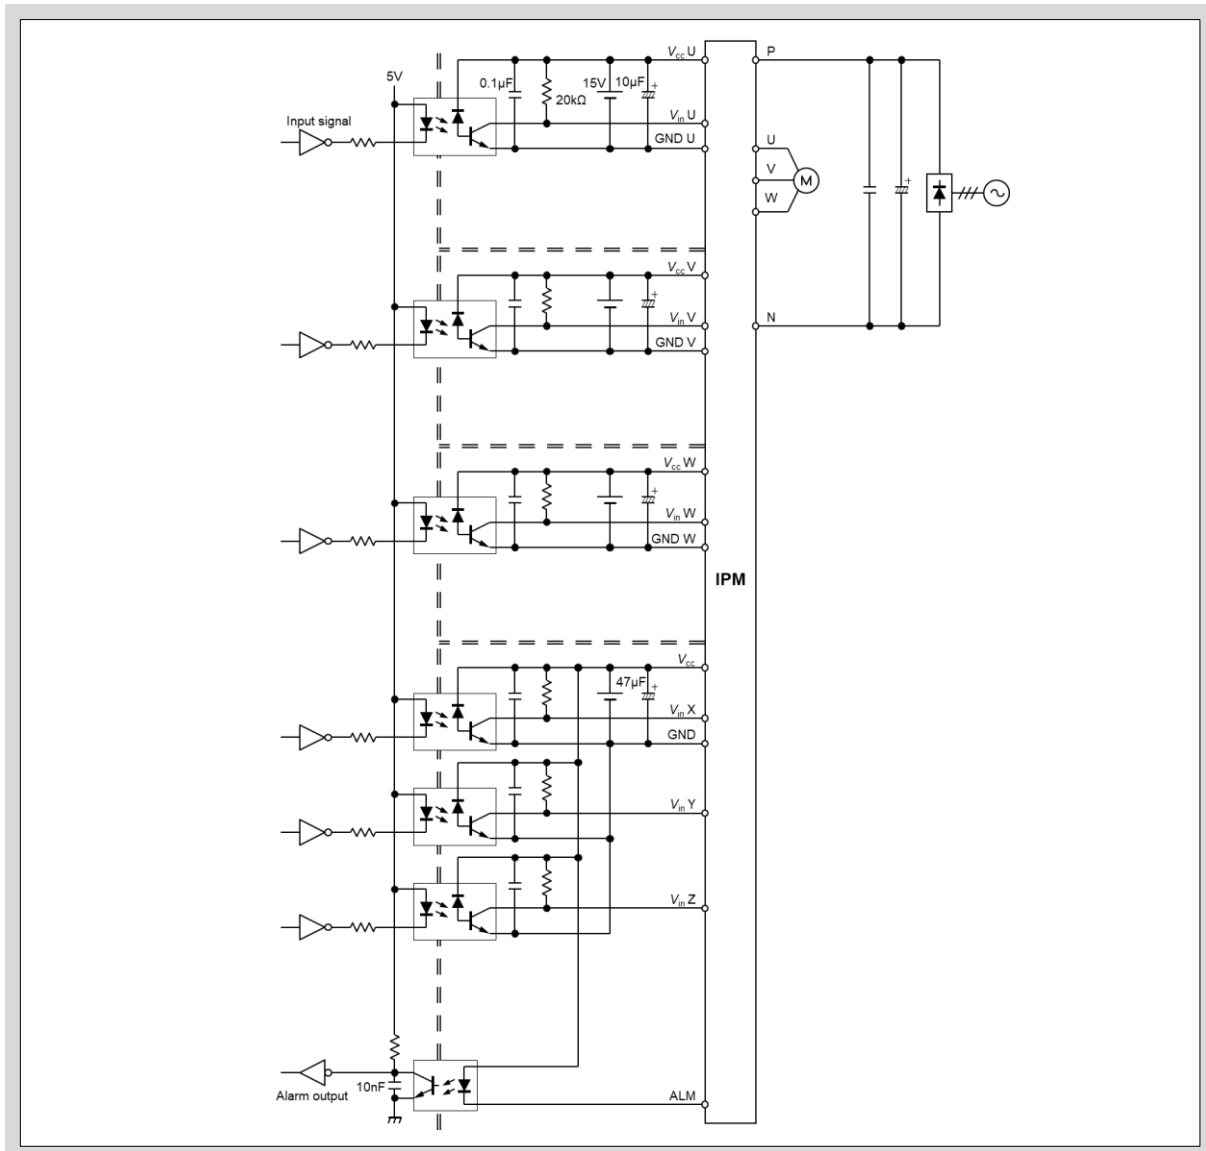 5V
Input signal
0.1μF
20kΩ
15V
10μF
Vcc U
Vin U
GND U
P
U
V
W
M
N
Vcc V
Vin V
GND V
Vcc W
Vin W
GND W
IPM
Vcc
47μF
Vin X
GND
Vin Y
Vin Z
10nF
Alarm output
ALM